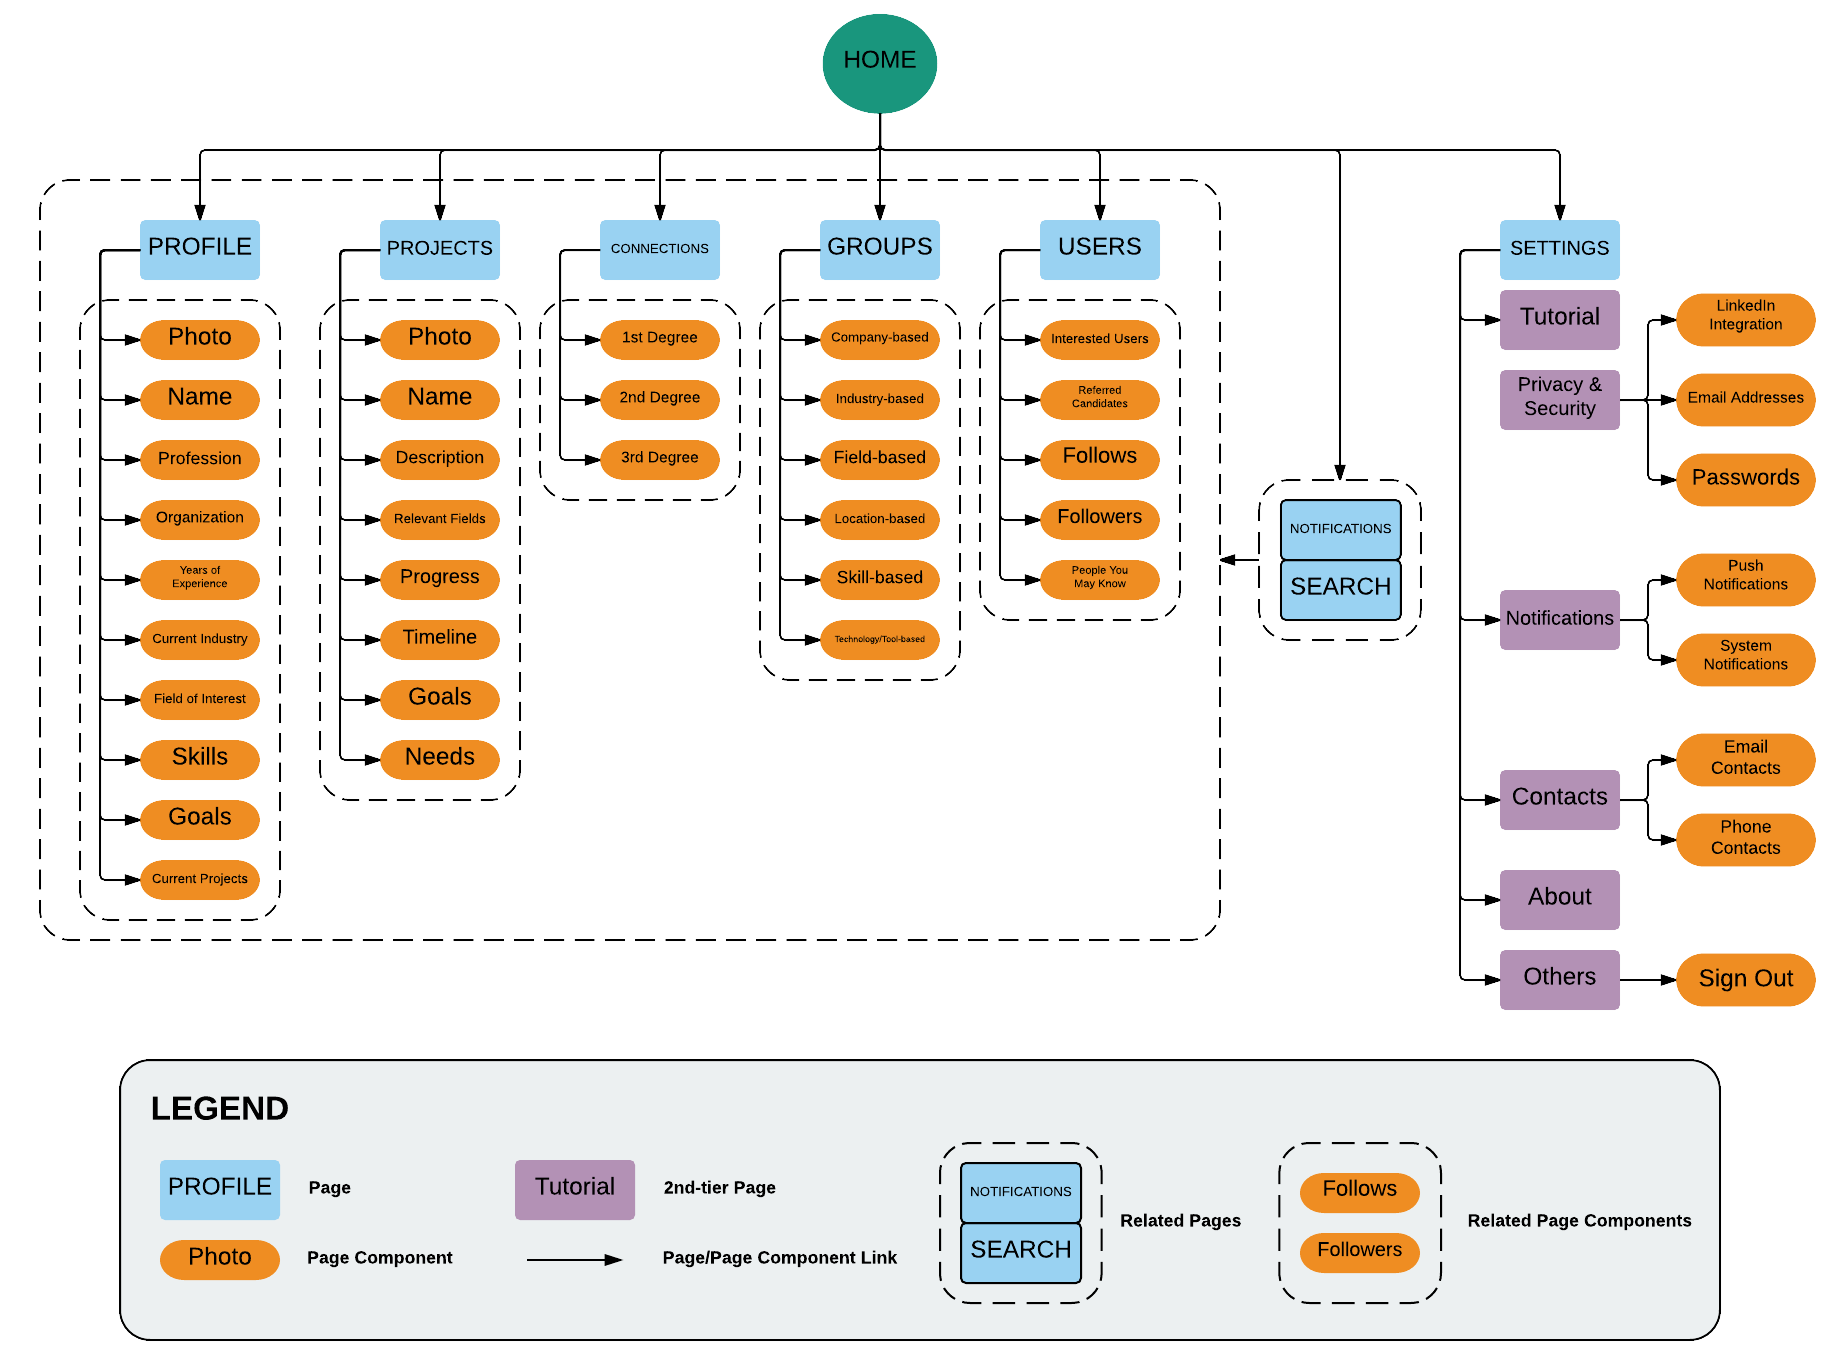 HOME
PROFILE
Photo
Name
Profession
Organization
Years of
Experience
Current Industry
Field of Interest
Skills
Goals
Current Projects
PROJECTS
Photo
Name
Description
Relevant Fields
Progress
Timeline
Goals
Needs
CONNECTIONS
1st Degree
2nd Degree
3rd Degree
GROUPS
Company-based
Industry-based
Field-based
Location-based
Skill-based
Technology/Tool-based
USERS
Interested Users
Referred
Candidates
Follows
Followers
People You
May Know
NOTIFICATIONS
SEARCH
SETTINGS
Tutorial
Privacy &
Security
LinkedIn
Integration
Email Addresses
Passwords
Notifications
Push
Notifications
System
Notifications
Contacts
Email
Contacts
Phone
Contacts
About
Others
Sign Out
LEGEND
PROFILE
Page
Photo
Page Component
Tutorial
2nd-tier Page
Page/Page Component Link
NOTIFICATIONS
SEARCH
Related Pages
Follows
Followers
Related Page Components